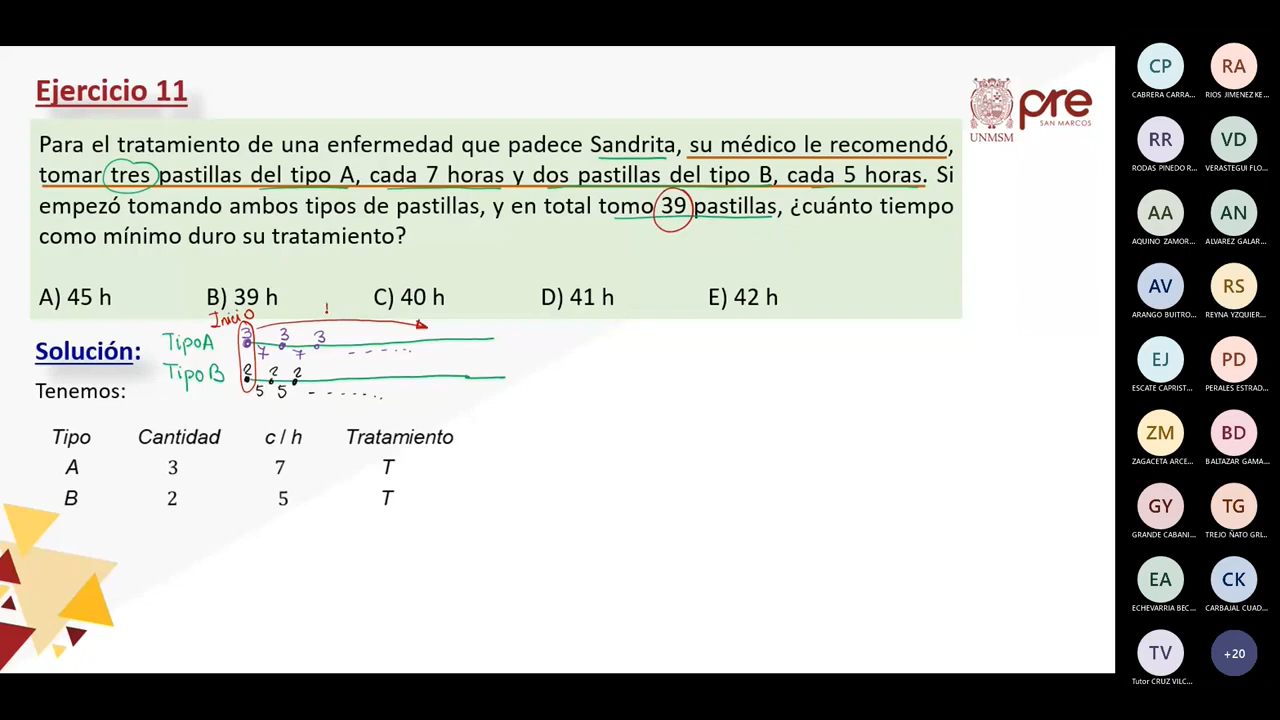 Ejercicio 11
UNMSM
pre
SAN MARCOS
Para el tratamiento de una enfermedad que padece Sandrita, su médico le recomendó,
tomar tres pastillas del tipo A, cada 7 horas y dos pastillas del tipo B, cada 5 horas. Si
empezó tomando ambos tipos de pastillas, y en total tomo 39 pastillas, ¿cuánto tiempo
como mínimo duro su tratamiento?
A) 45 h B) 39 h C) 40 h D) 41 h E) 42 h
Inicio !
Solución:
Tipo A 3 3 3
7 7
Tipo B 2 2 2
5 5
Tenemos:
Tipo Cantidad c / h Tratamiento
A 3 7 T
B 2 5 T
CP RA
CABRERA CARRA... RIOS JIMENEZ KE...
RR VD
RODAS PINEDO R... VERASTEGUI FLO...
AA AN
AQUINO ZAMOR... ALVAREZ GALAR...
AV RS
ARANGO BUITRO... REYNA YZQUIER...
EJ PD
ESCATE CAPRIST... PERALES ESTRAD...
ZM BD
ZAGACETA ARCE... BALTAZAR GAMA...
GY TG
GRANDE CABANI... TREJO ÑATO GRL...
EA CK
ECHEVARRIA BEC... CARBAJAL CUAD...
TV +20
Tutor CRUZ VILC...